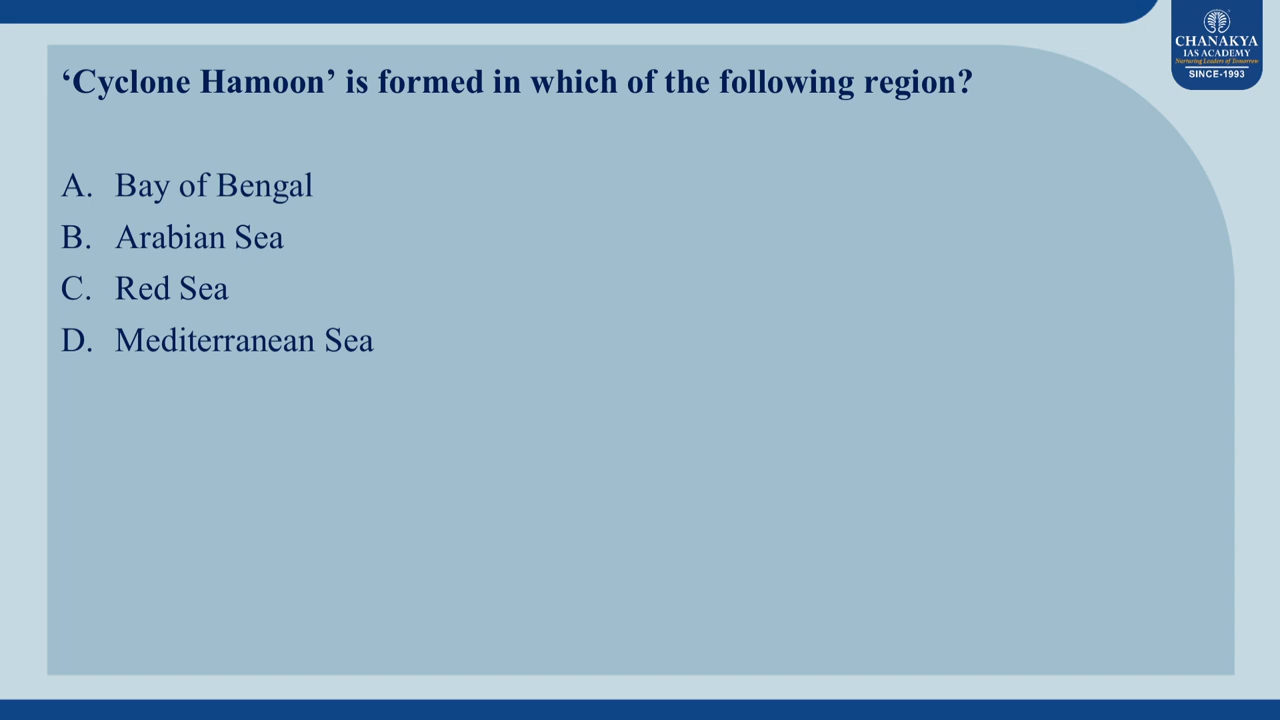 CHANAKYA
IAS ACADEMY
Nurturing Leaders of Tomorrow
SINCE-1993
‘Cyclone Hamoon’ is formed in which of the following region?
A. Bay of Bengal
B. Arabian Sea
C. Red Sea
D. Mediterranean Sea